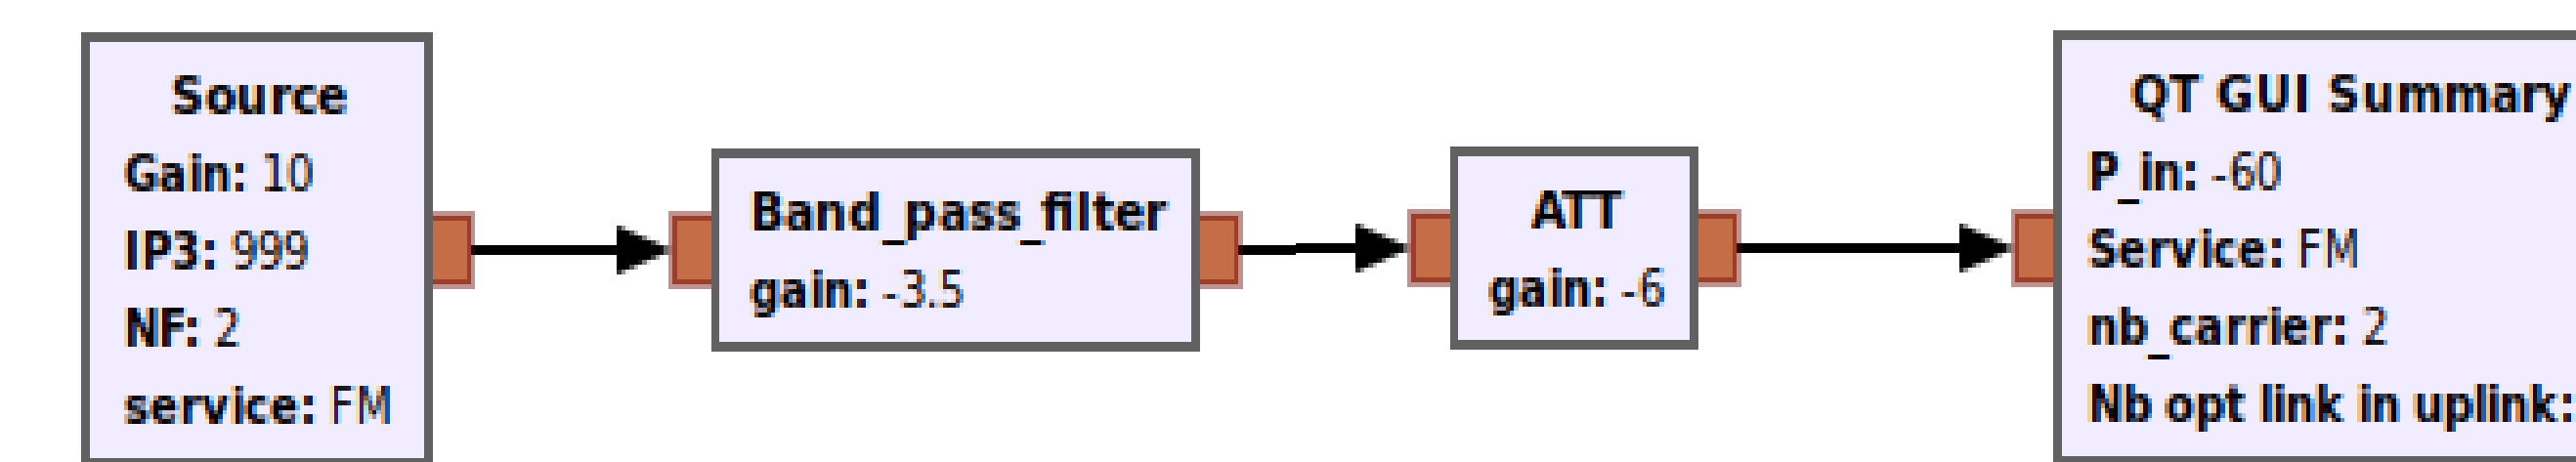 Source
Gain: 10
IP3: 999
NF: 2
service: FM
Band_pass_filter
gain: -3.5
ATT
gain: -6
QT GUI Summary
P_in: -60
Service: FM
nb_carrier: 2
Nb opt link in uplink: